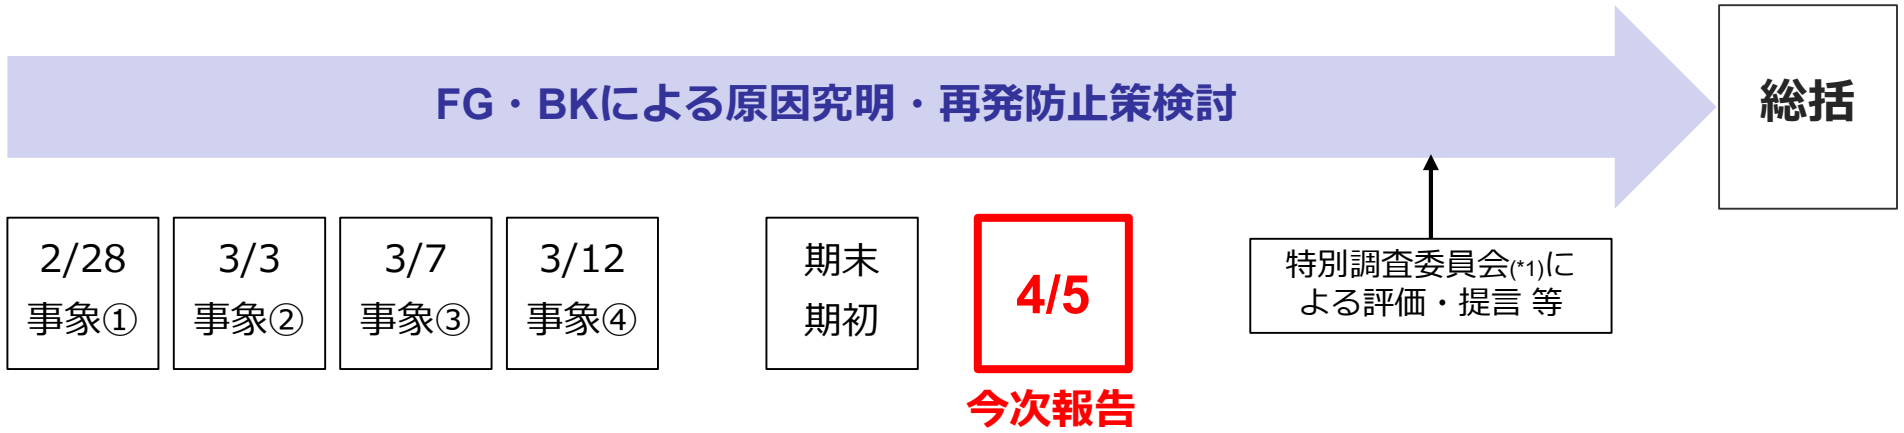 FG・BKによる原因究明・再発防止策検討
総括
2/28
事象①
3/3
事象②
3/7
事象③
3/12
事象④
期末
期初
4/5
今次報告
特別調査委員会(*1)に
よる評価・提言 等